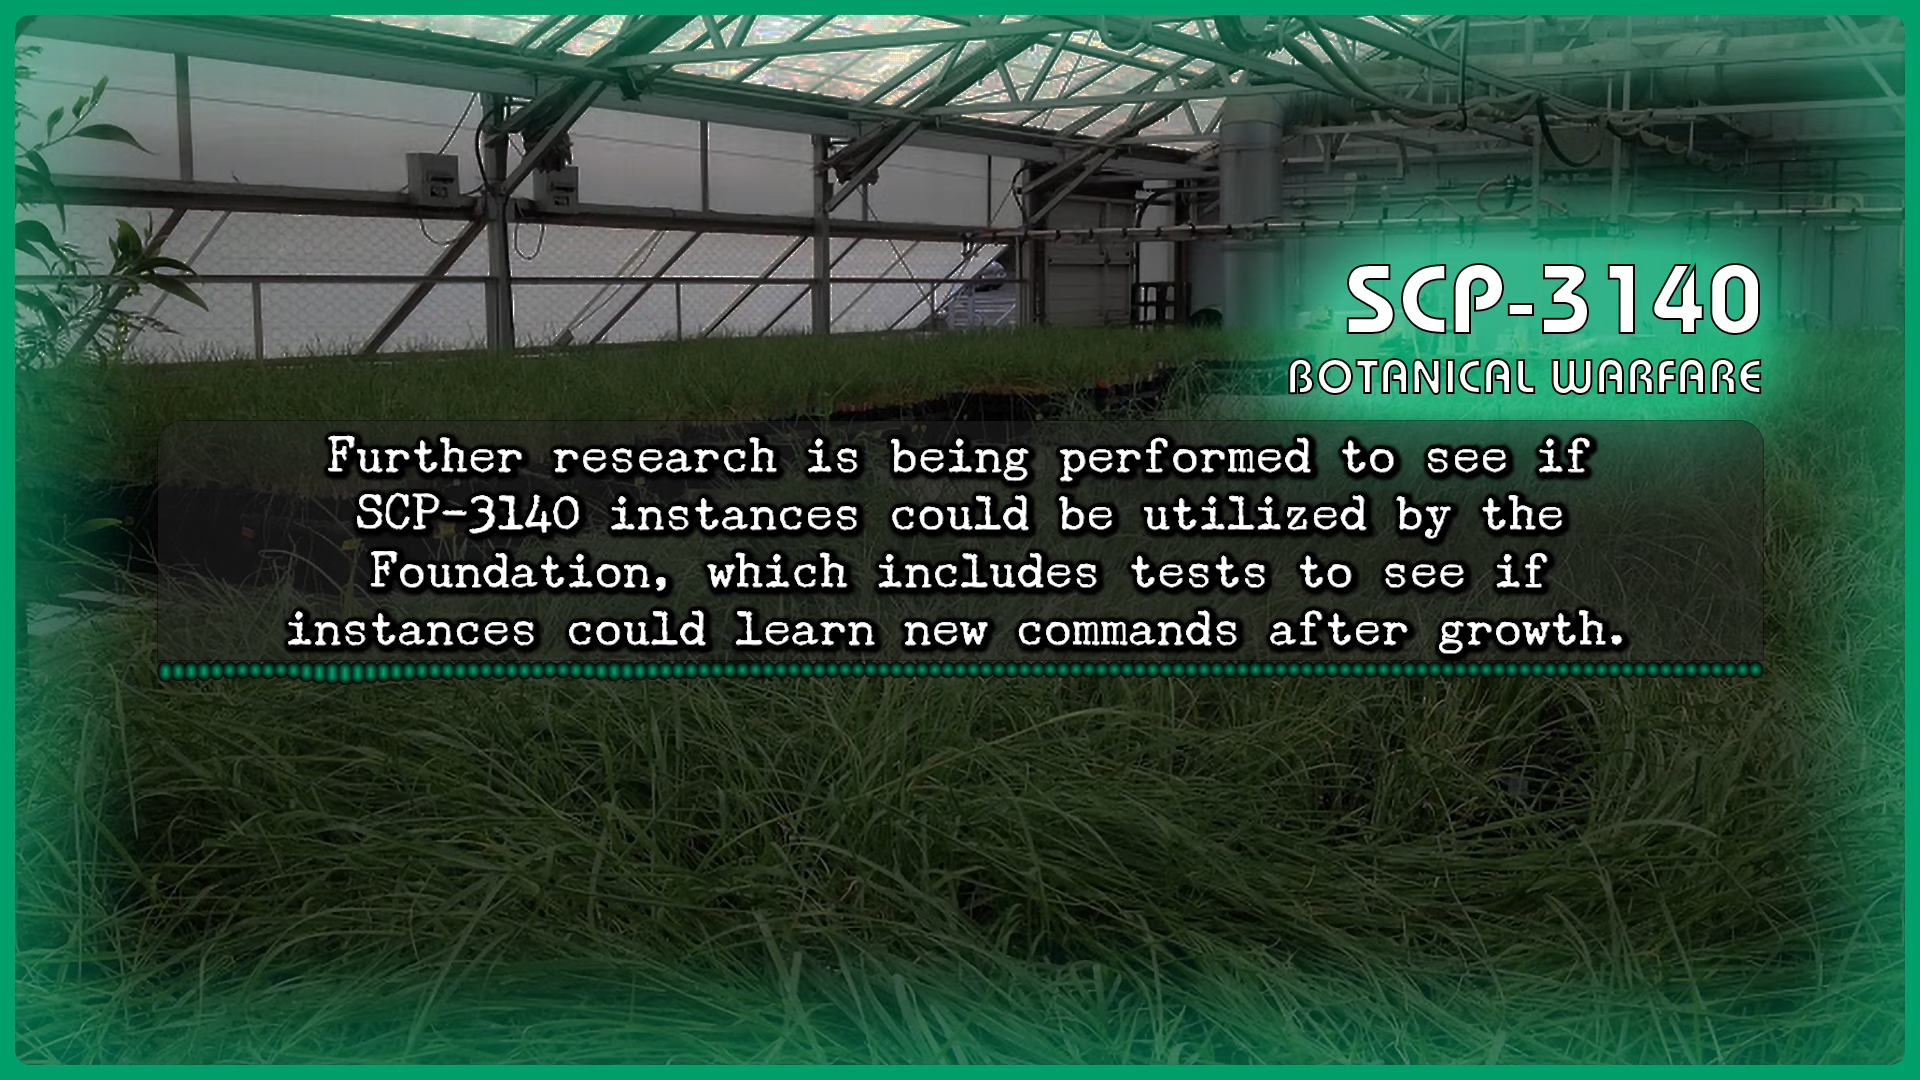 SCP-3140
BOTANICAL WARFARE
Further research is being performed to see if
SCP-3140 instances could be utilized by the
Foundation, which includes tests to see if
instances could learn new commands after growth.